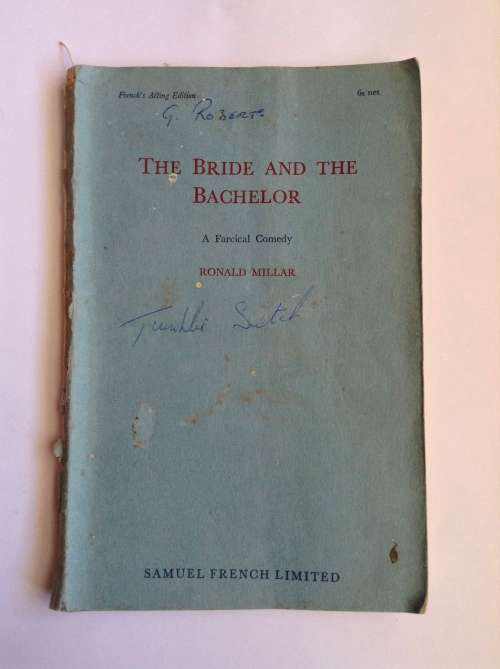 French's Acting Edition 6s net
G. Roberts
THE BRIDE AND THE
BACHELOR
A Farcical Comedy
RONALD MILLAR
SAMUEL FRENCH LIMITED